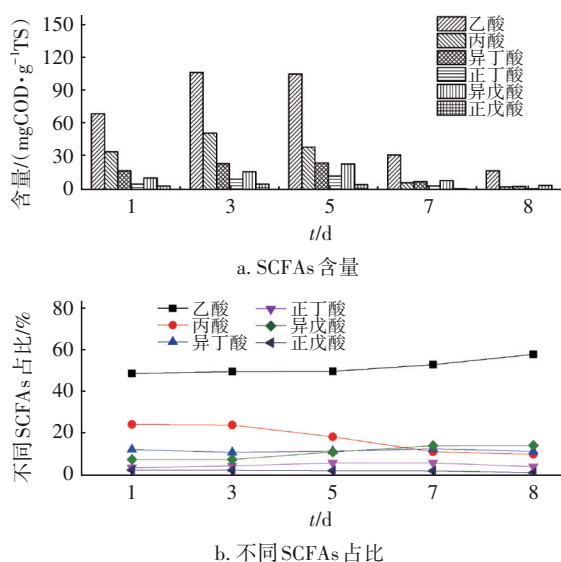 150
120
90
60
30
0
含量/(mgCOD·g⁻¹TS)
乙酸
丙酸
异丁酸
正丁酸
异戊酸
正戊酸
1 3 5 7 8
t/d
a. SCFAs 含量
80
60
40
20
0
不同SCFAs占比/%
乙酸 正丁酸
丙酸 异戊酸
异丁酸 正戊酸
1 3 5 7 8
t/d
b. 不同SCFAs占比